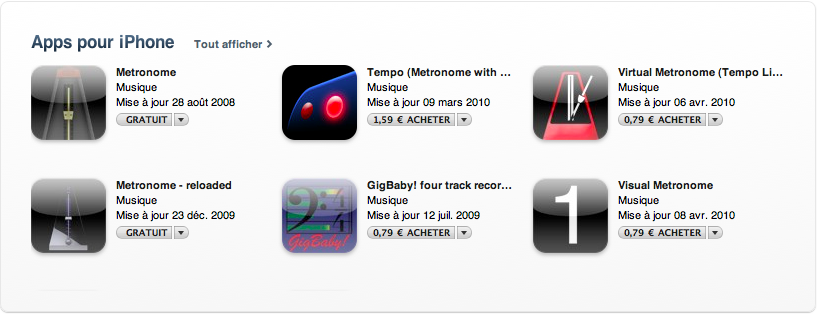 Apps pour iPhone
Tout afficher >
Metronome
Musique
Mise à jour 28 août 2008
GRATUIT
Tempo (Metronome with ...
Musique
Mise à jour 09 mars 2010
1,59 € ACHETER
Virtual Metronome (Tempo Li...
Musique
Mise à jour 06 avr. 2010
0,79 € ACHETER
Metronome - reloaded
Musique
Mise à jour 23 déc. 2009
GRATUIT
GigBaby!
4/4
GigBaby! four track recor...
Musique
Mise à jour 12 juil. 2009
0,79 € ACHETER
1
Visual Metronome
Musique
Mise à jour 08 avr. 2010
0,79 € ACHETER